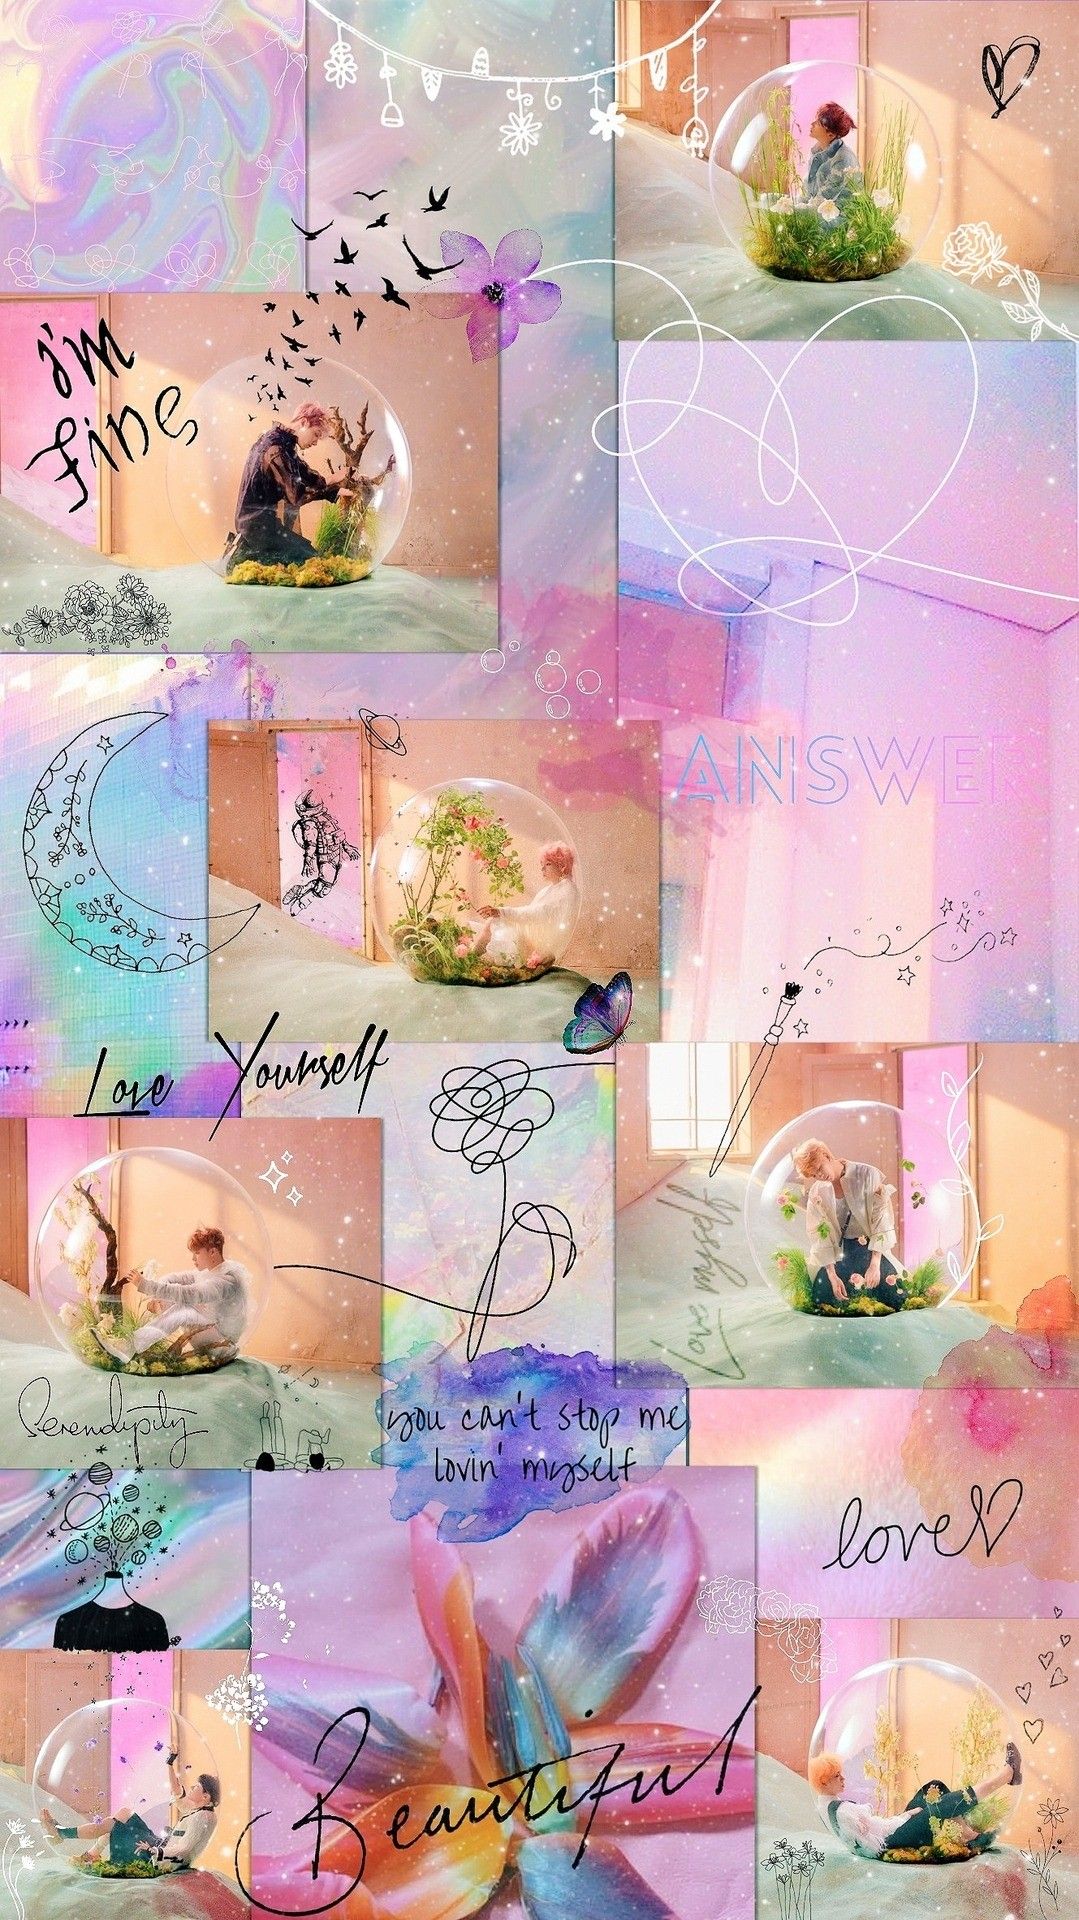 I'm
Fine
ANSWER
Love Yourself
Love myself
Serendipity
you can't stop me
lovin' myself
love
Beautiful